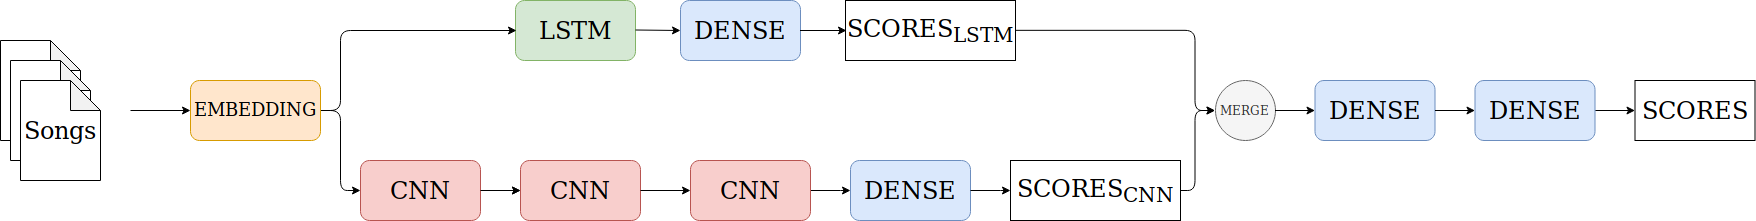 Songs
EMBEDDING
LSTM
DENSE
SCORESLSTM
CNN
CNN
CNN
DENSE
SCORESCNN
MERGE
DENSE
DENSE
SCORES